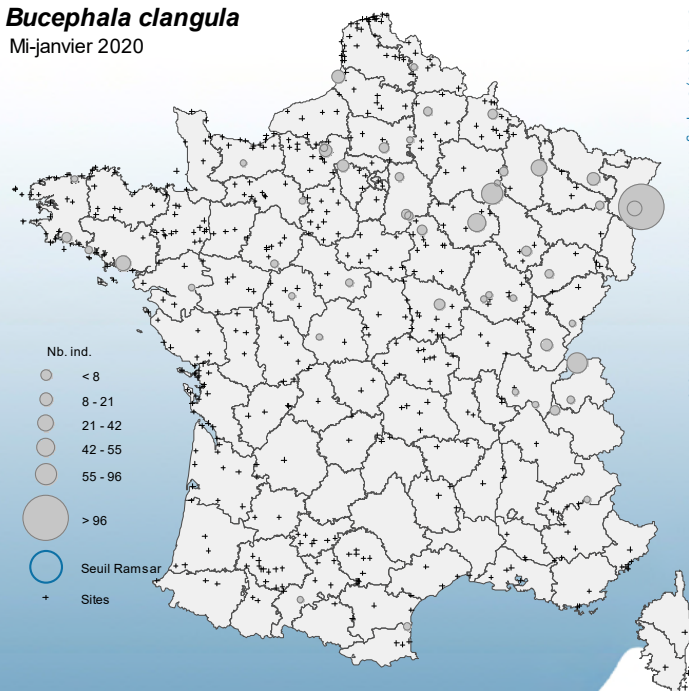 Bucephala clangula
Mi-janvier 2020
Nb. ind.
< 8
8 - 21
21 - 42
42 - 55
55 - 96
> 96
Seuil Ramsar
Sites